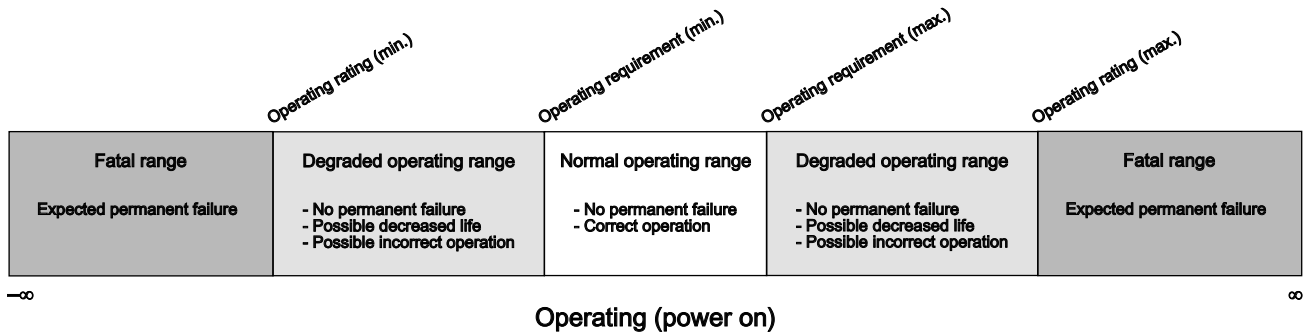 Operating rating (min.)
Operating requirement (min.)
Operating requirement (max.)
Operating rating (max.)
Fatal range
Expected permanent failure
Degraded operating range
- No permanent failure
- Possible decreased life
- Possible incorrect operation
Normal operating range
- No permanent failure
- Correct operation
Degraded operating range
- No permanent failure
- Possible decreased life
- Possible incorrect operation
Fatal range
Expected permanent failure
–∞
∞
Operating (power on)